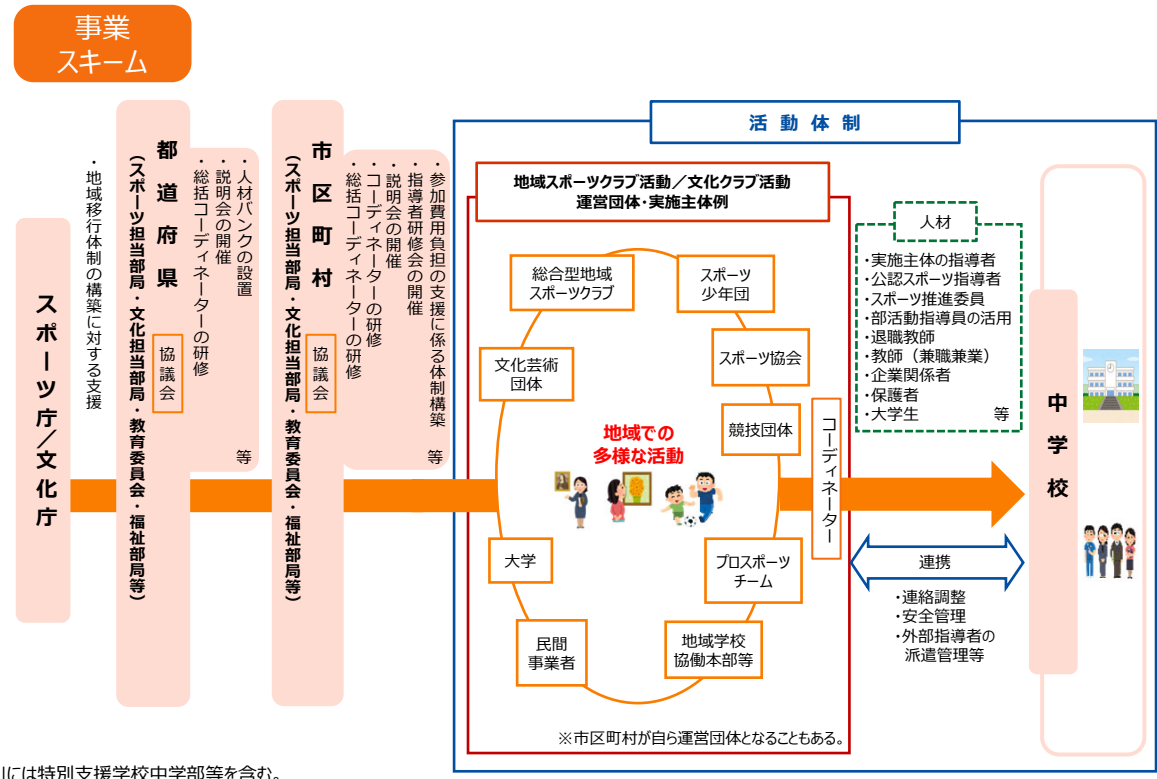 事業
スキーム
スポーツ庁/文化庁
・地域移行体制の構築に対する支援
都道府県
(スポーツ担当部局・文化担当部局・教育委員会・福祉部局等)
協議会
・人材バンクの設置
・説明会の開催
・総括コーディネーターの研修
等
市区町村
(スポーツ担当部局・文化担当部局・教育委員会・福祉部局等)
協議会
・参加費用負担の支援に係る体制構築
・指導者研修会の開催
・説明会の開催
・コーディネーターの研修
・総括コーディネーターの研修
等
活動体制
地域スポーツクラブ活動/文化クラブ活動
運営団体・実施主体例
総合型地域
スポーツクラブ
スポーツ
少年団
文化芸術
団体
スポーツ協会
競技団体
地域での
多様な活動
大学
プロスポーツ
チーム
民間
事業者
地域学校
協働本部等
※市区町村が自ら運営団体となることもある。
コーディネーター
人材
・実施主体の指導者
・公認スポーツ指導者
・スポーツ推進委員
・部活動指導員の活用
・退職教師
・教師(兼職兼業)
・企業関係者
・保護者
・大学生 等
連携
・連絡調整
・安全管理
・外部指導者の
派遣管理等
中学校
には特別支援学校中学部等を含む。